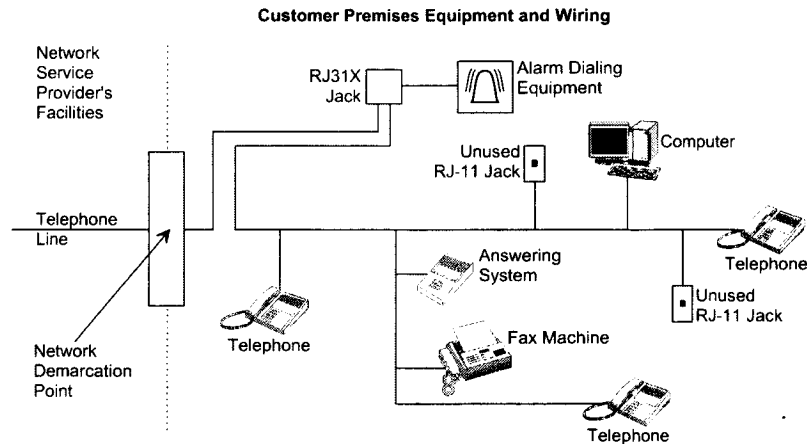 Customer Premises Equipment and Wiring
Network
Service
Provider's
Facilities
RJ31X
Jack
Alarm Dialing
Equipment
Unused
RJ-11 Jack
Computer
Telephone
Line
Telephone
Answering
System
Unused
RJ-11 Jack
Telephone
Fax Machine
Network
Demarcation
Point
Telephone